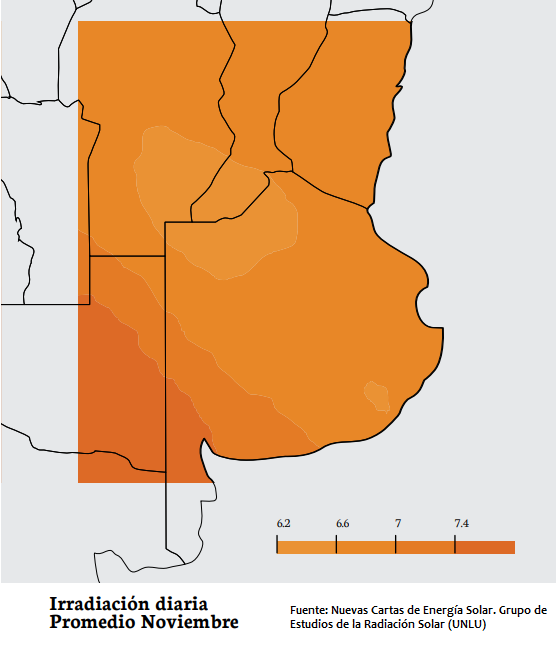 6.2 6.6 7 7.4
Irradiación diaria
Promedio Noviembre
Fuente: Nuevas Cartas de Energía Solar. Grupo de
Estudios de la Radiación Solar (UNLU)